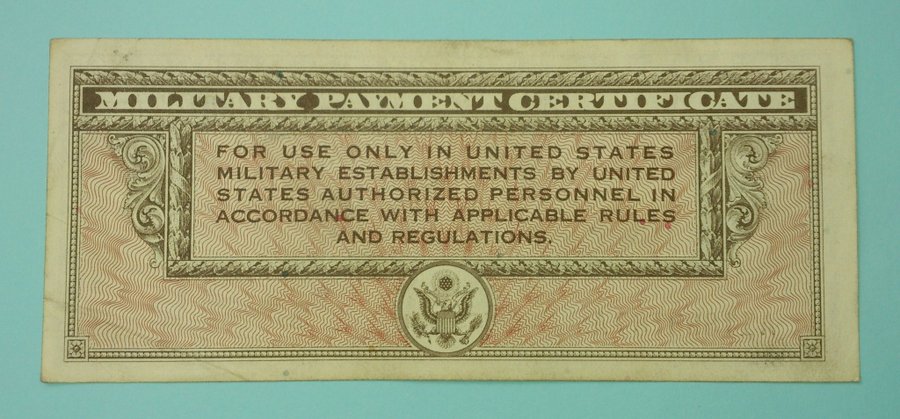 MILITARY PAYMENT CERTIFICATE
FOR USE ONLY IN UNITED STATES
MILITARY ESTABLISHMENTS BY UNITED
STATES AUTHORIZED PERSONNEL IN
ACCORDANCE WITH APPLICABLE RULES
AND REGULATIONS.